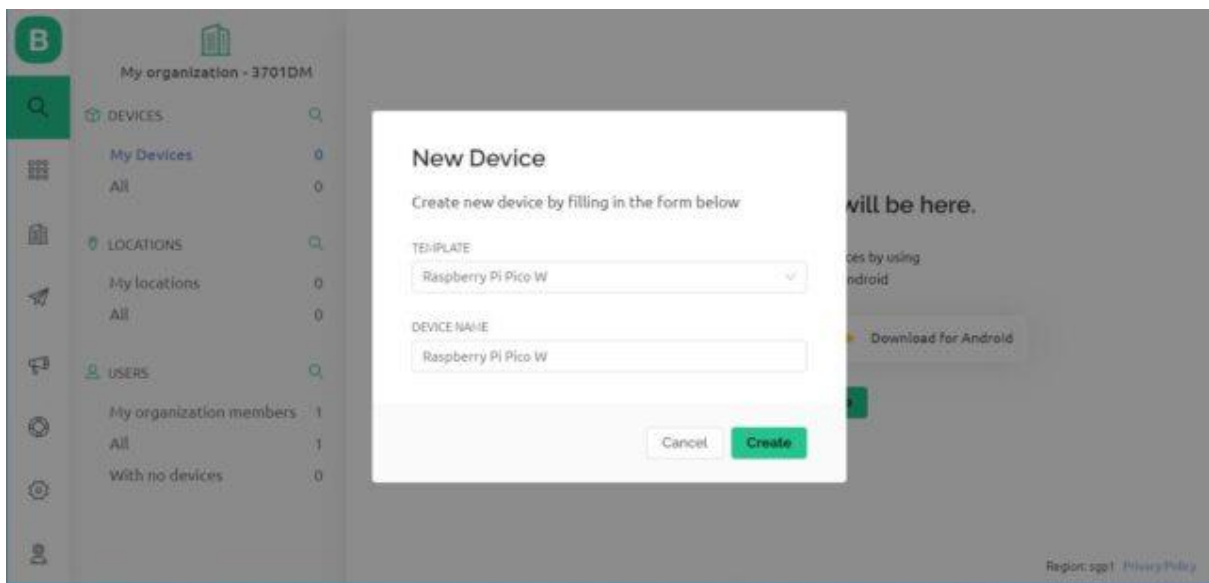 B
My organization - 3701DM
DEVICES
My Devices 0
All 0
LOCATIONS
My locations 0
All 0
USERS
My organization members 1
All 1
With no devices 0
New Device
Create new device by filling in the form below
TEMPLATE
Raspberry Pi Pico W
DEVICE NAME
Raspberry Pi Pico W
Cancel Create
will be here.
by using
Download for Android
Region: sgp1 Privacy Policy